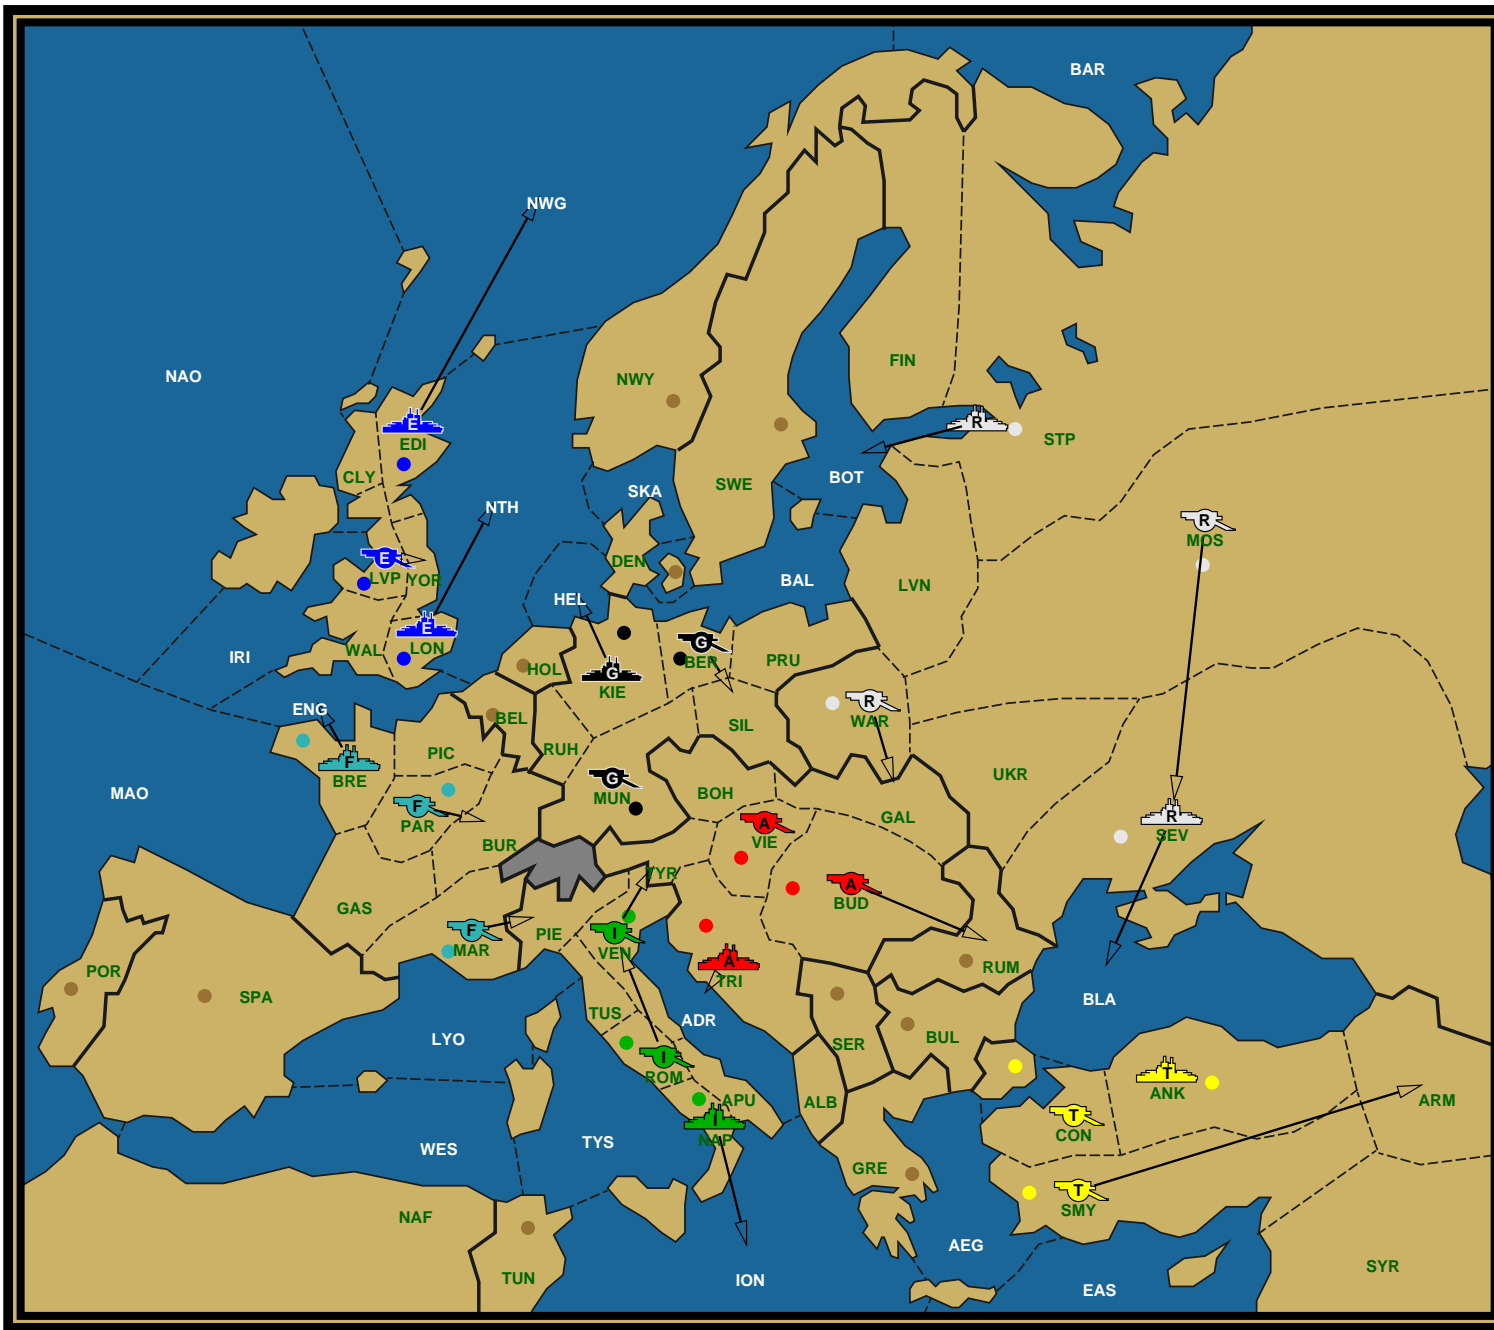 BAR
NWG
NAO
FIN
NWY
R
E
EDI
STP
CLY
BOT
SWE
SKA
NTH
R
MOS
E
LVP
YOR
DEN
BAL
LVN
HEL
E
LON
WAL
IRI
G
BER
PRU
HOL
G
KIE
R
WAR
ENG
BEL
SIL
RUH
PIC
F
BRE
UKR
G
MUN
BOH
MAO
F
PAR
R
SEV
A
VIE
GAL
BUR
TYR
A
BUD
GAS
F
MAR
PIE
I
VEN
A
TRI
RUM
POR
SPA
BLA
TUS
ADR
LYO
SER
BUL
I
ROM
T
ANK
APU
ALB
ARM
I
NAP
T
CON
TYS
WES
GRE
T
SMY
NAF
AEG
SYR
TUN
ION
EAS